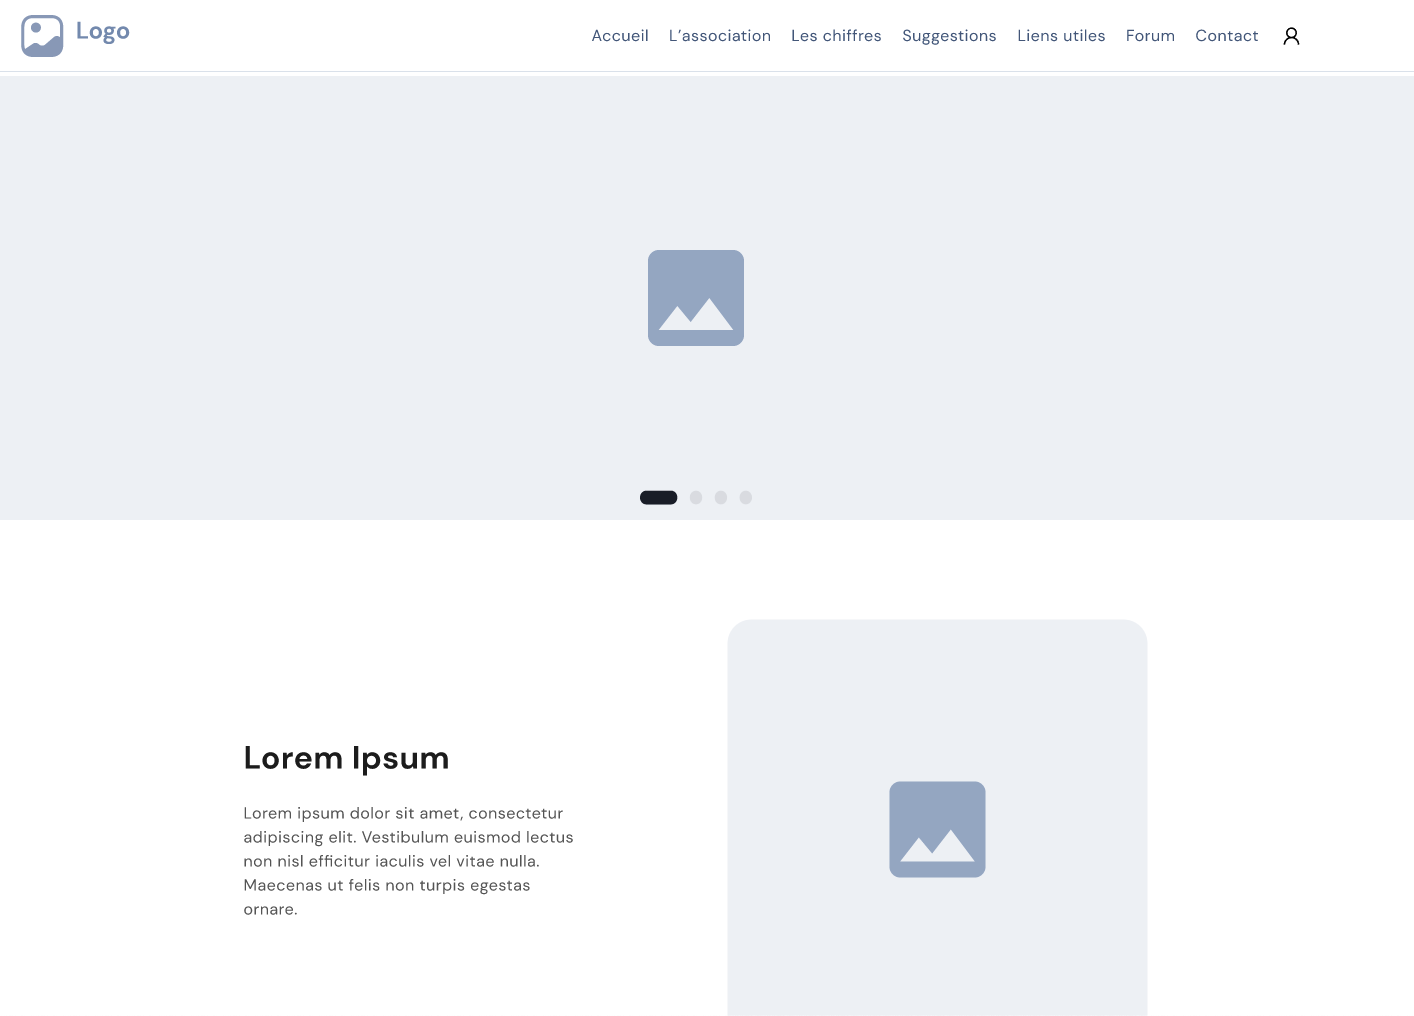 Logo
Accueil L’association Les chiffres Suggestions Liens utiles Forum Contact
Lorem Ipsum
Lorem ipsum dolor sit amet, consectetur
adipiscing elit. Vestibulum euismod lectus
non nisl efficitur iaculis vel vitae nulla.
Maecenas ut felis non turpis egestas
ornare.